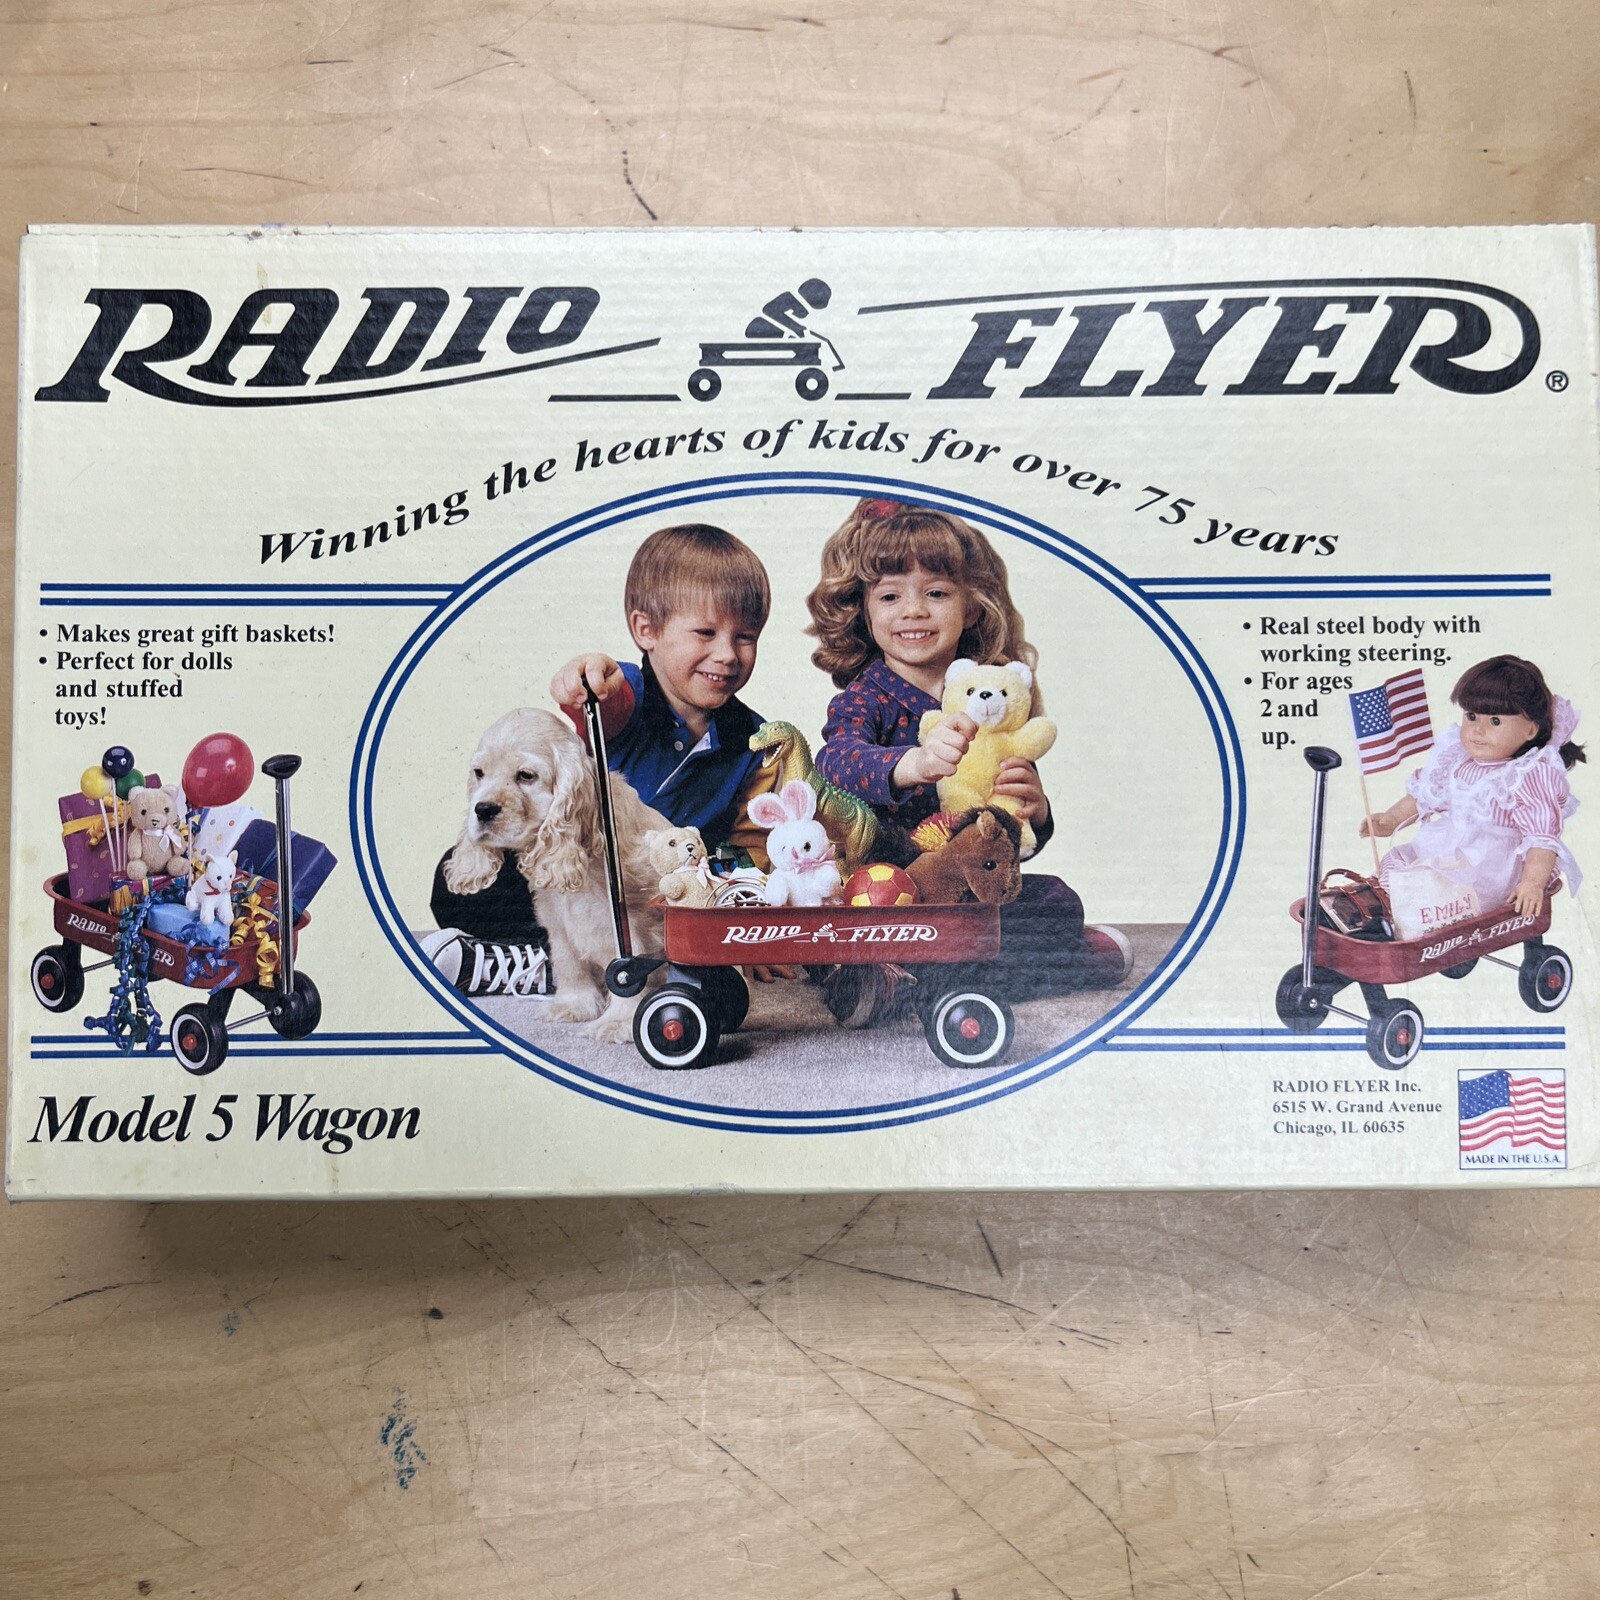 RADIO FLYER®
Winning the hearts of kids for over 75 years
• Makes great gift baskets!
• Perfect for dolls
and stuffed
toys!
• Real steel body with
working steering.
• For ages
2 and
up.
RADIO FLYER
RADIO FLYER
EMILY
RADIO FLYER
Model 5 Wagon
RADIO FLYER Inc.
6515 W. Grand Avenue
Chicago, IL 60635
MADE IN THE U.S.A.